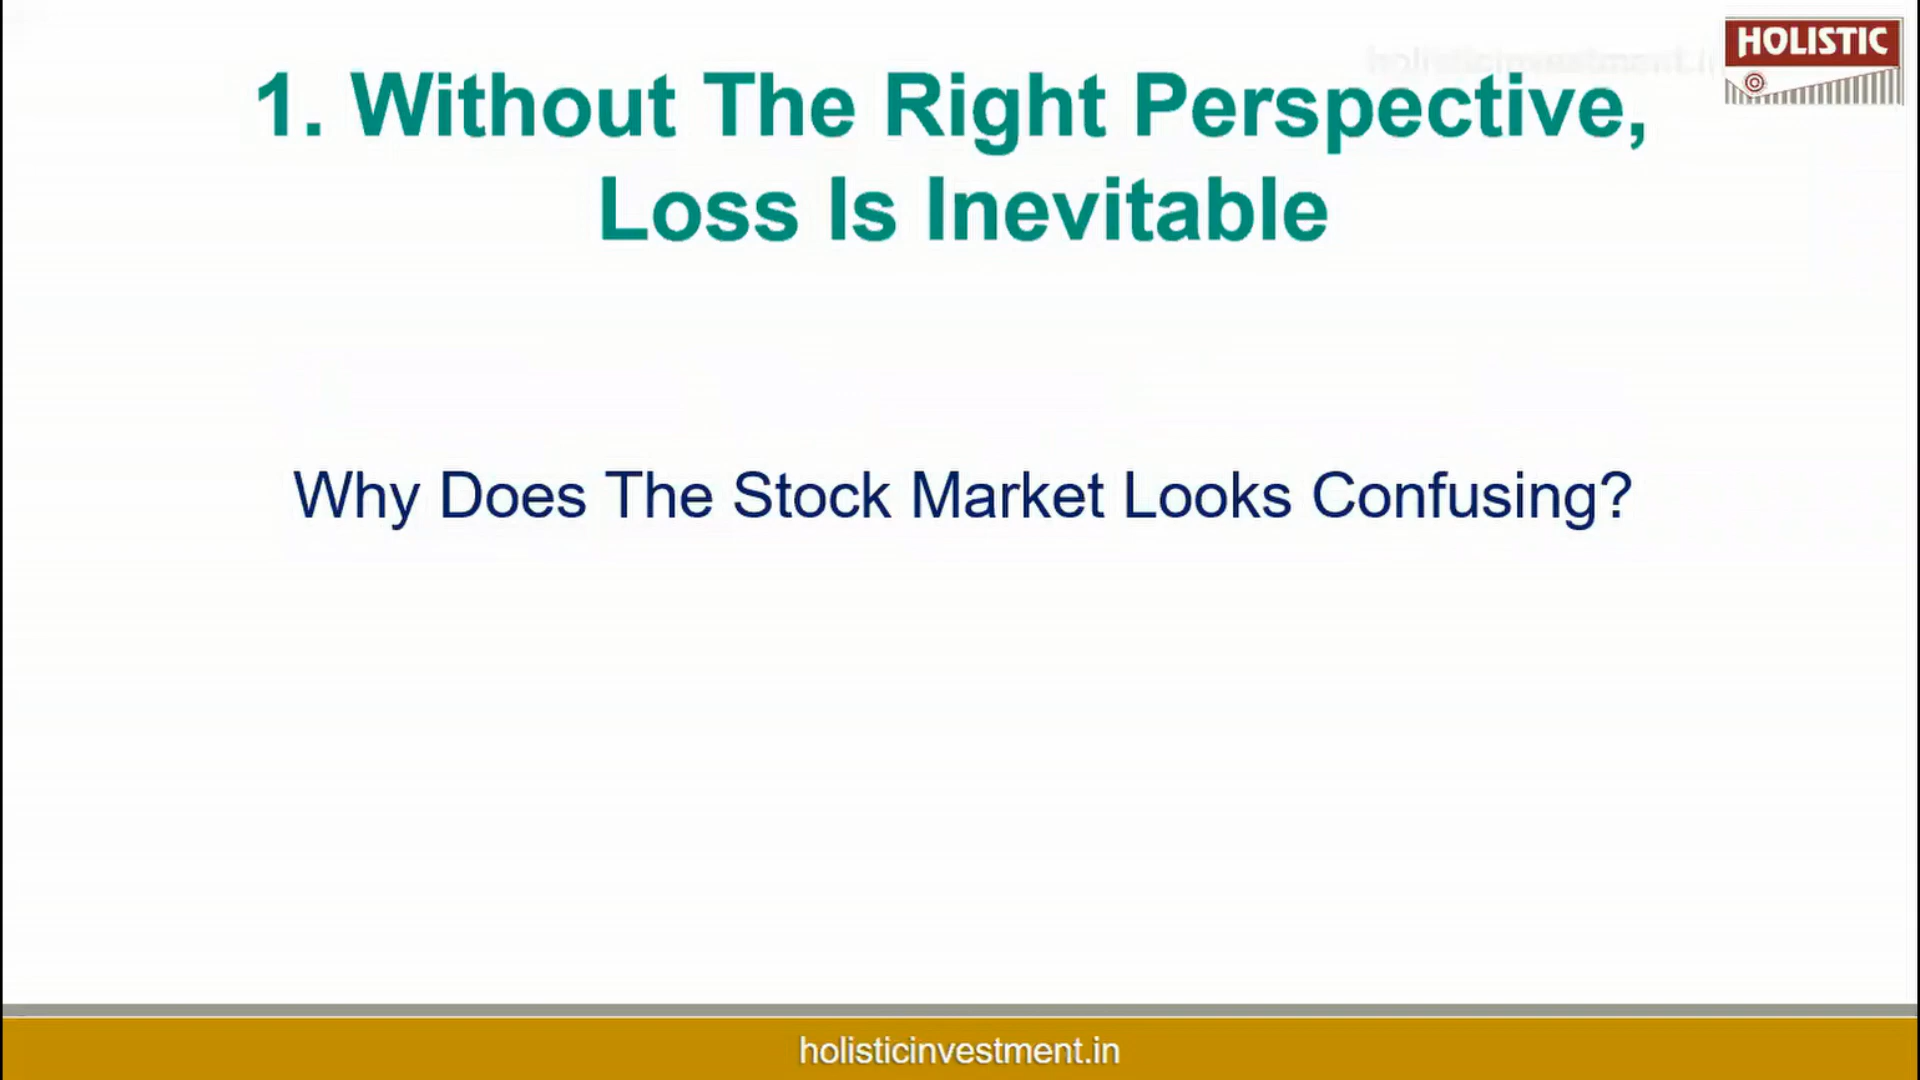 HOLISTIC
1. Without The Right Perspective,
Loss Is Inevitable
Why Does The Stock Market Looks Confusing?
holisticinvestment.in